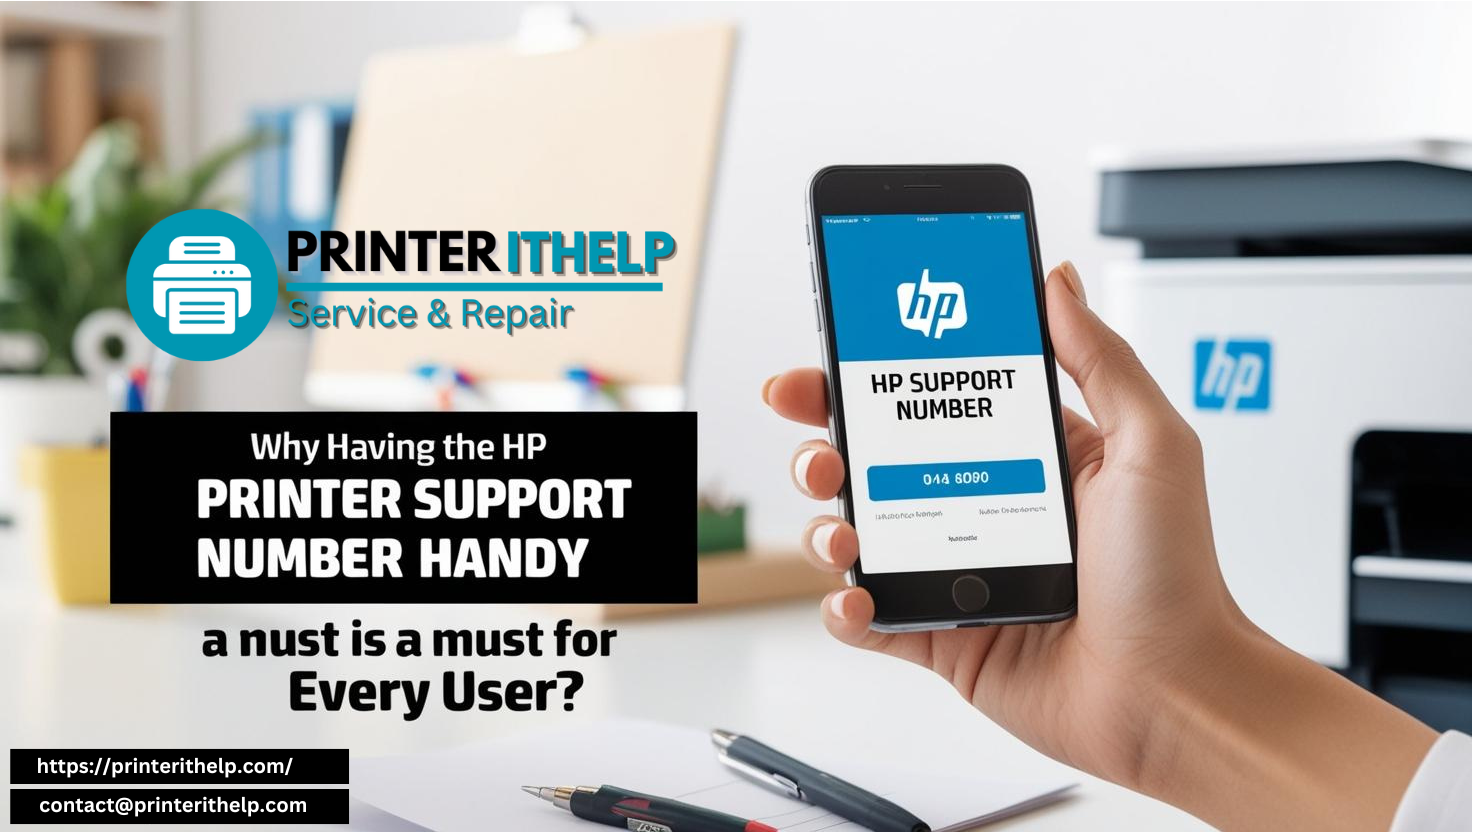 PRINTER ITHELP
Service & Repair
Why Having the HP
PRINTER SUPPORT
NUMBER HANDY
a nust is a must for
Every User?
https://printerithelp.com/
contact@printerithelp.com
hp
HP SUPPORT
NUMBER
044 6090
hp